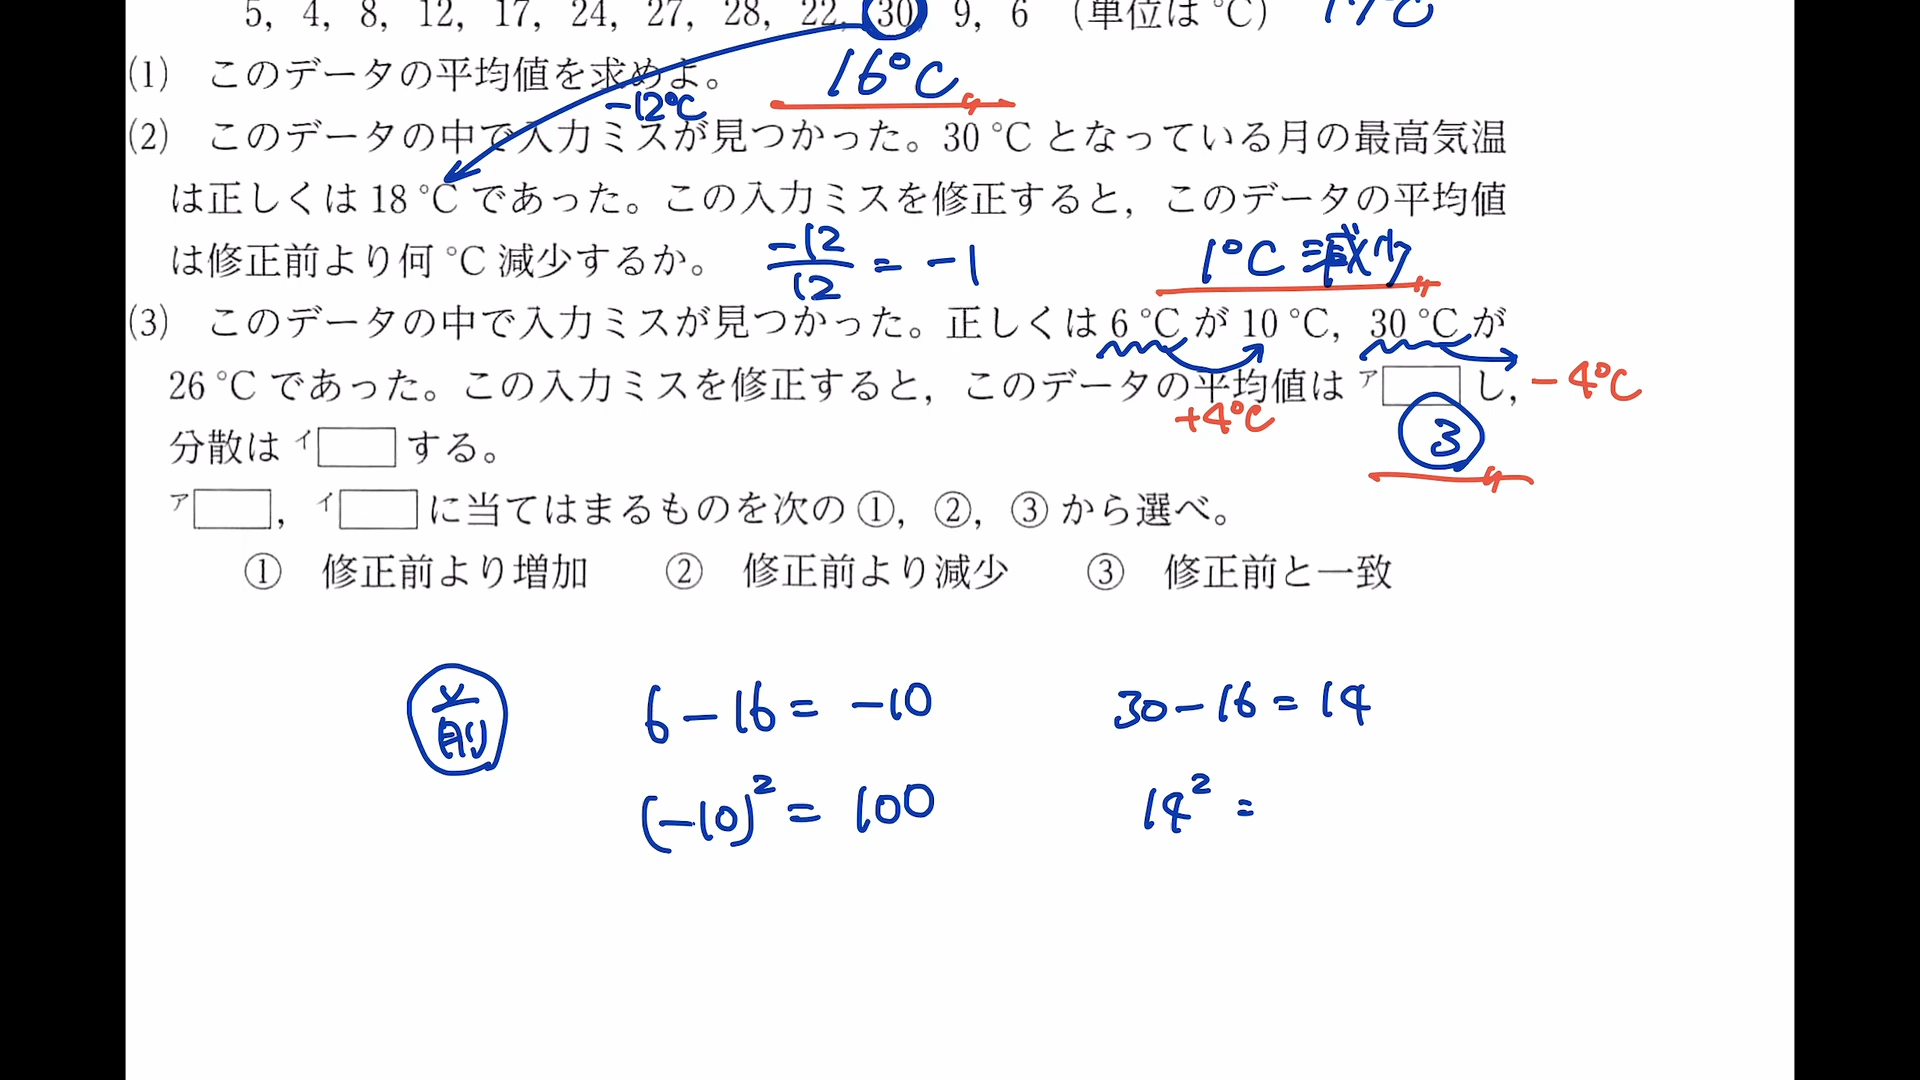 5, 4, 8, 12, 17, 24, 27, 28, 22, 30, 9, 6 (単位は °C)
(1) このデータの平均値を求めよ。 16°C
-12°C
(2) このデータの中で入力ミスが見つかった。30 °C となっている月の最高気温
は正しくは 18 °C であった。この入力ミスを修正すると, このデータの平均値
は修正前より何 °C 減少するか。 -12/12 = -1 1°C 減少
(3) このデータの中で入力ミスが見つかった。正しくは 6 °C が 10 °C, 30 °C が
26 °C であった。この入力ミスを修正すると, このデータの平均値は ア□ し, -4°C
+4°C ③
分散は イ□ する。
ア□, イ□ に当てはまるものを次の ①, ②, ③ から選べ。
① 修正前より増加 ② 修正前より減少 ③ 修正前と一致
前 6-16= -10 30-16=14
(-10)²= 100 14² =